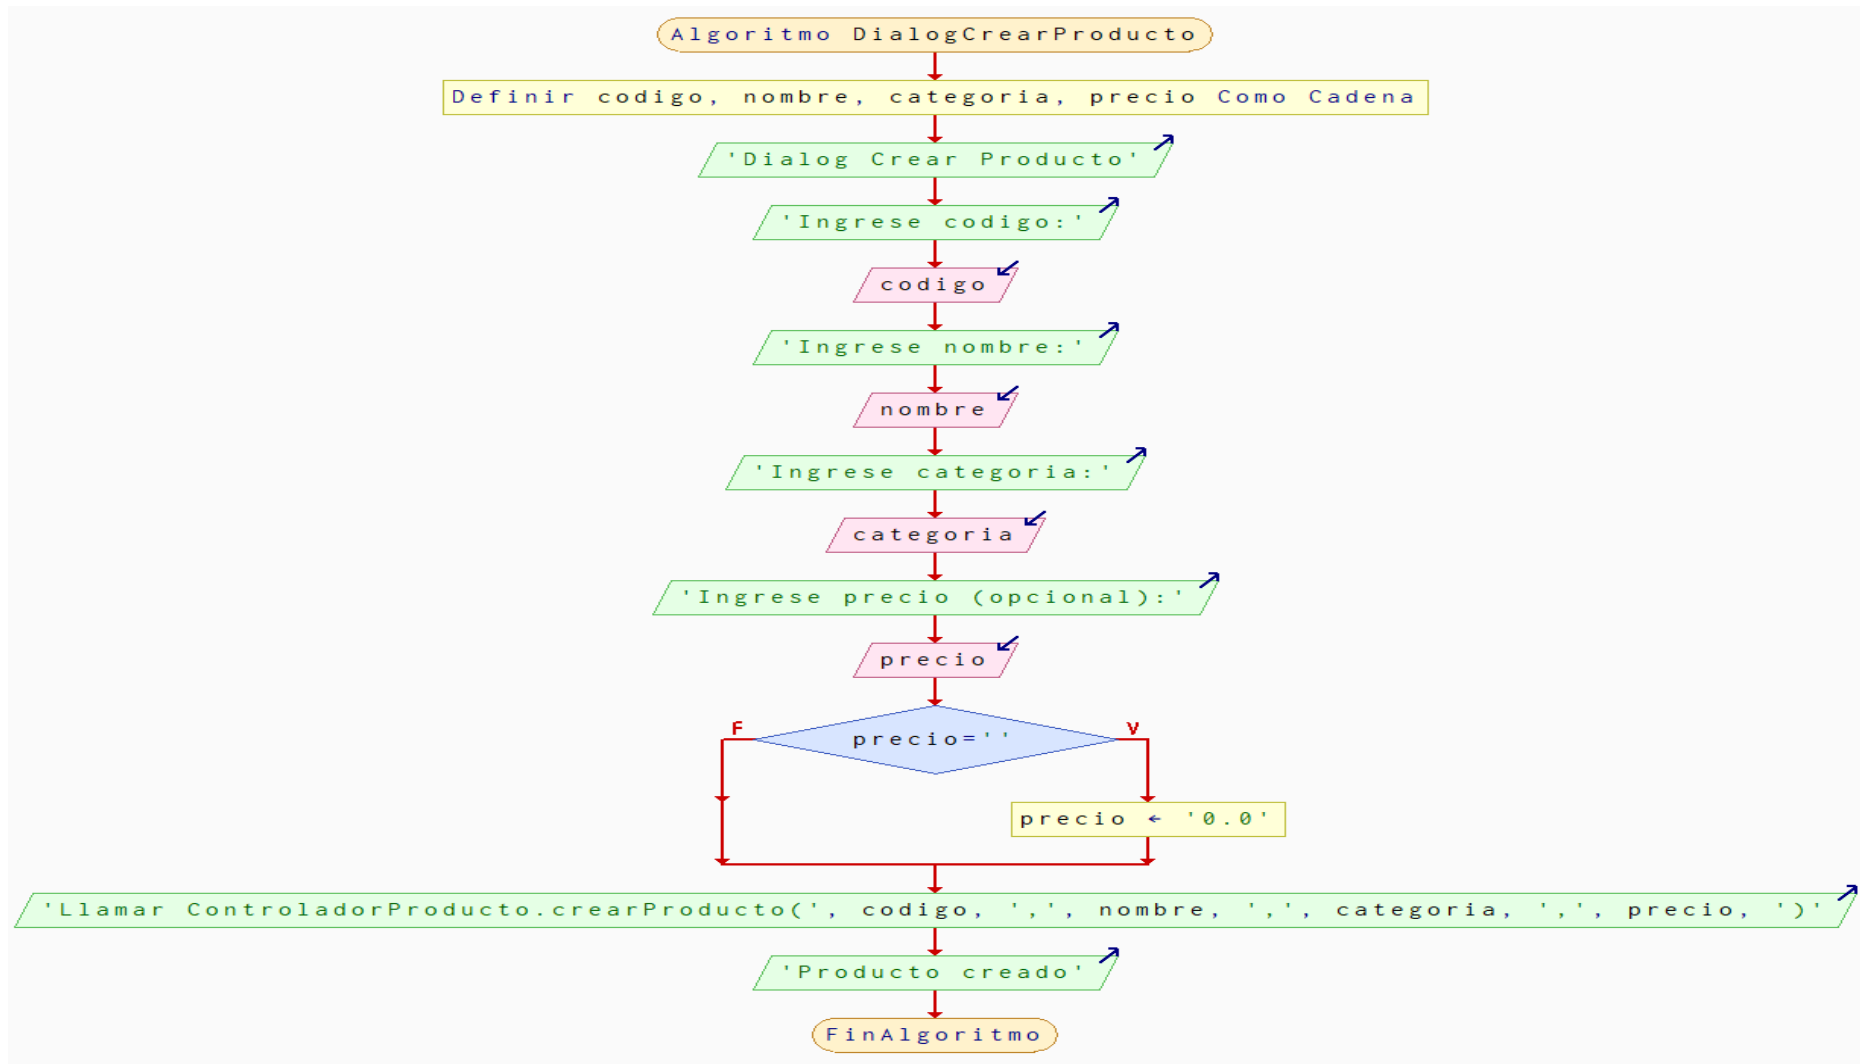 Algoritmo DialogCrearProducto
Definir codigo, nombre, categoria, precio Como Cadena
'Dialog Crear Producto'
'Ingrese codigo:'
codigo
'Ingrese nombre:'
nombre
'Ingrese categoria:'
categoria
'Ingrese precio (opcional):'
precio
F
V
precio=''
precio ← '0.0'
'Llamar ControladorProducto.crearProducto(', codigo, ',', nombre, ',', categoria, ',', precio, ')'
'Producto creado'
FinAlgoritmo